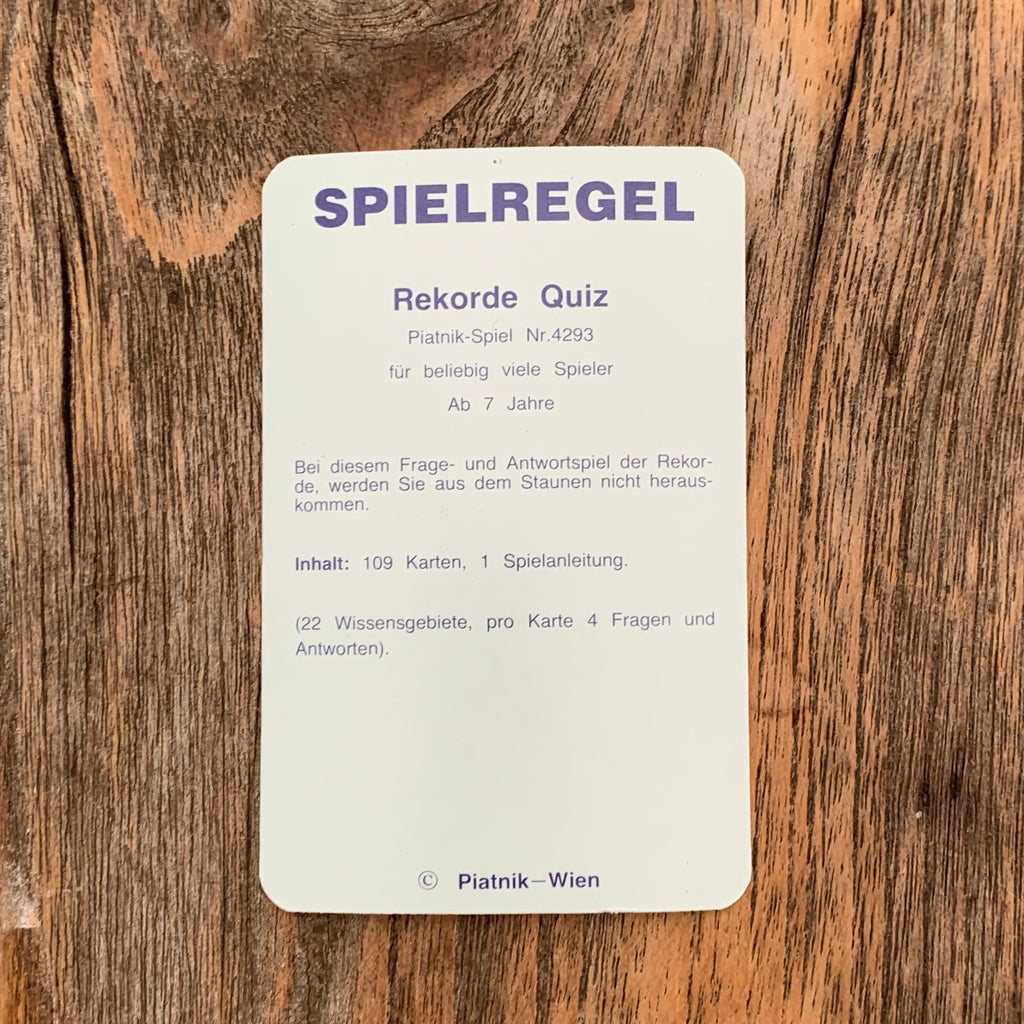 SPIELREGEL
Rekorde Quiz
Piatnik-Spiel Nr.4293
für beliebig viele Spieler
Ab 7 Jahre
Bei diesem Frage- und Antwortspiel der Rekor-
de, werden Sie aus dem Staunen nicht heraus-
kommen.
Inhalt: 109 Karten, 1 Spielanleitung.
(22 Wissensgebiete, pro Karte 4 Fragen und
Antworten).
© Piatnik–Wien